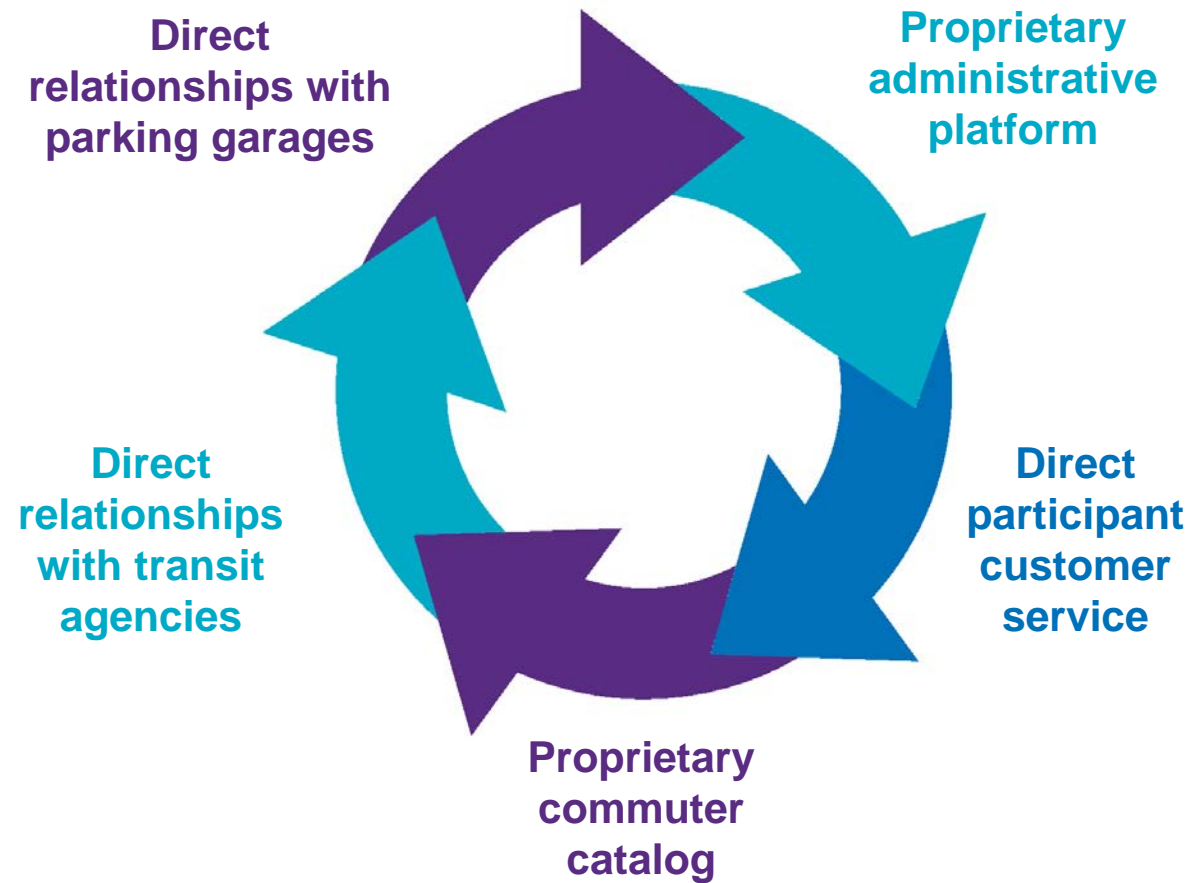 Direct
relationships with
parking garages
Proprietary
administrative
platform
Direct
participant
customer
service
Proprietary
commuter
catalog
Direct
relationships
with transit
agencies